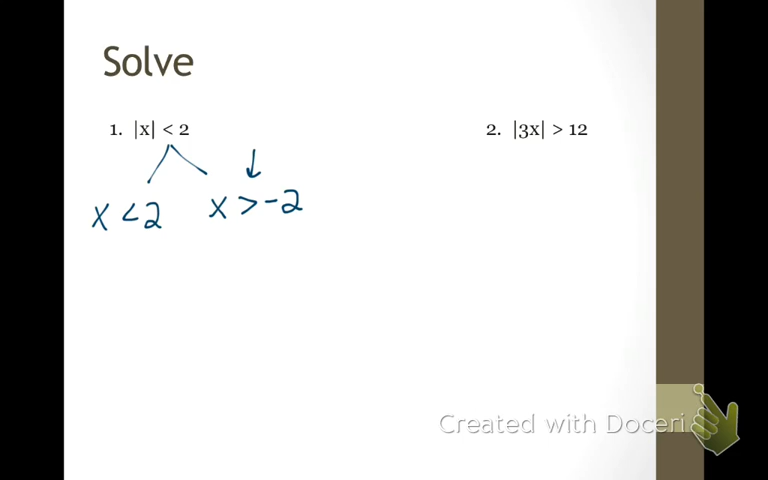 Solve
1. |x| < 2
2. |3x| > 12
x < 2
x > -2
Created with Doceri